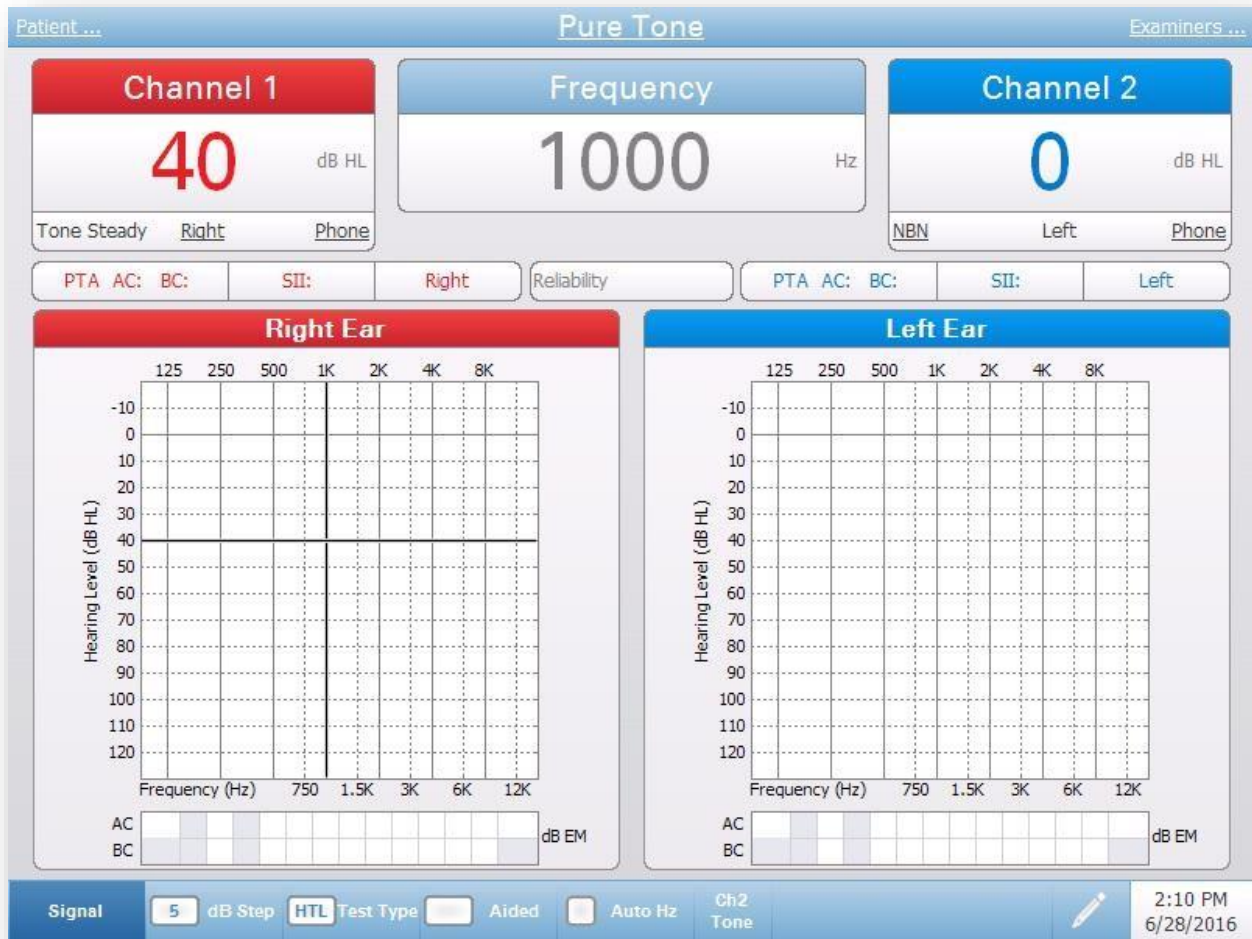 Patient ... Pure Tone Examiners ...
Channel 1 Frequency Channel 2
40 dB HL 1000 Hz 0 dB HL
Tone Steady Right Phone NBN Left Phone
PTA AC: BC: SII: Right Reliability PTA AC: BC: SII: Left
Right Ear
125 250 500 1K 2K 4K 8K
-10
0
10
20
30
40
50
60
70
80
90
100
110
120
Hearing Level (dB HL)
Frequency (Hz) 750 1.5K 3K 6K 12K
AC
BC
dB EM
Left Ear
125 250 500 1K 2K 4K 8K
-10
0
10
20
30
40
50
60
70
80
90
100
110
120
Hearing Level (dB HL)
Frequency (Hz) 750 1.5K 3K 6K 12K
AC
BC
dB EM
Signal 5 dB Step HTL Test Type Aided Auto Hz Ch2
Tone
2:10 PM
6/28/2016